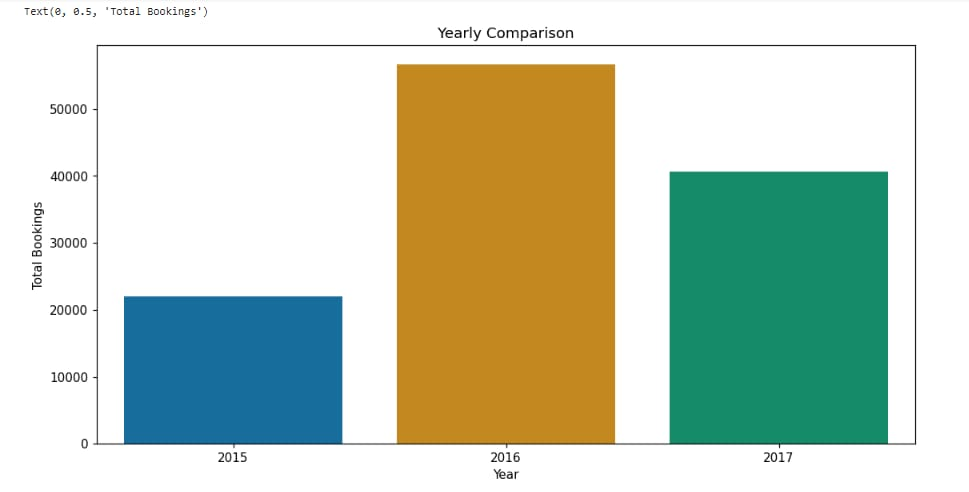 Text(0, 0.5, 'Total Bookings')
Yearly Comparison
Total Bookings
50000
40000
30000
20000
10000
0
2015 2016 2017
Year